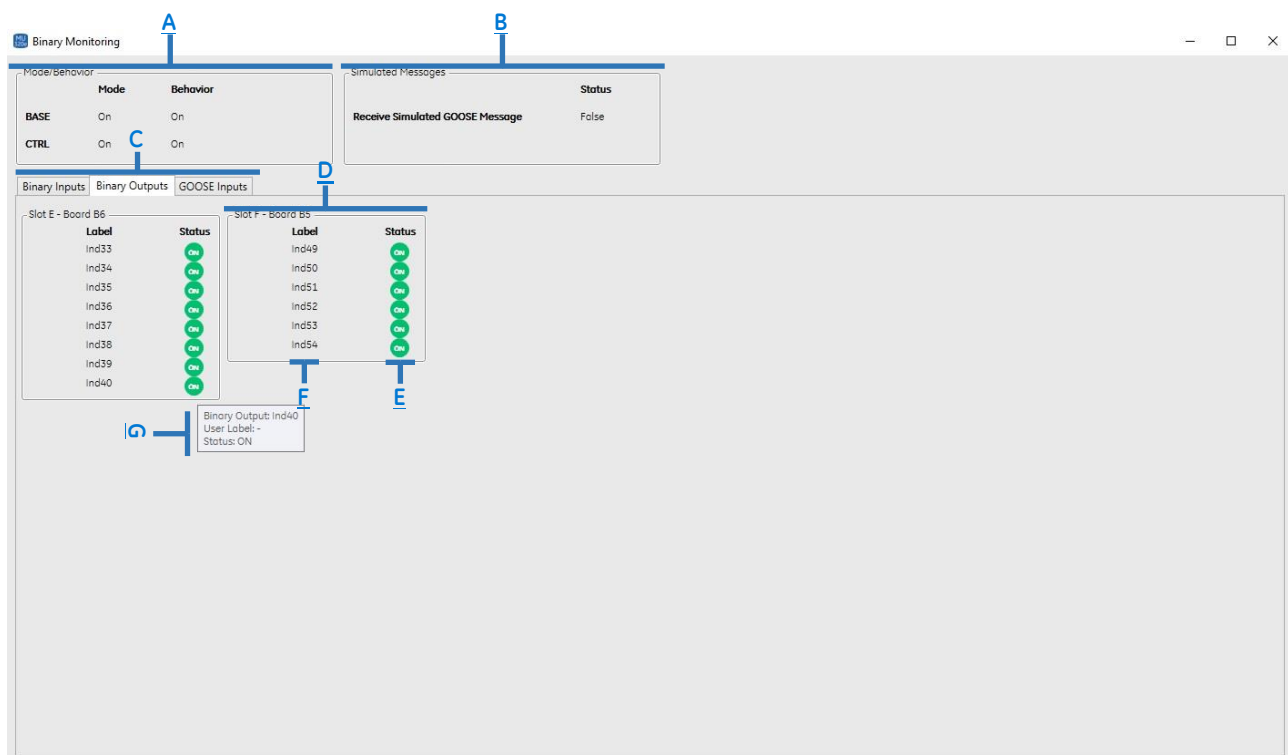 A
B
MU
320e
Binary Monitoring
Mode/Behavior
Mode Behavior
BASE On On
CTRL On On
Simulated Messages
Status
Receive Simulated GOOSE Message False
C
D
Binary Inputs Binary Outputs GOOSE Inputs
Slot E - Board B6
Label Status
Ind33 ON
Ind34 ON
Ind35 ON
Ind36 ON
Ind37 ON
Ind38 ON
Ind39 ON
Ind40 ON
Slot F - Board B5
Label Status
Ind49 ON
Ind50 ON
Ind51 ON
Ind52 ON
Ind53 ON
Ind54 ON
F
E
G
Binary Output: Ind40
User Label: -
Status: ON